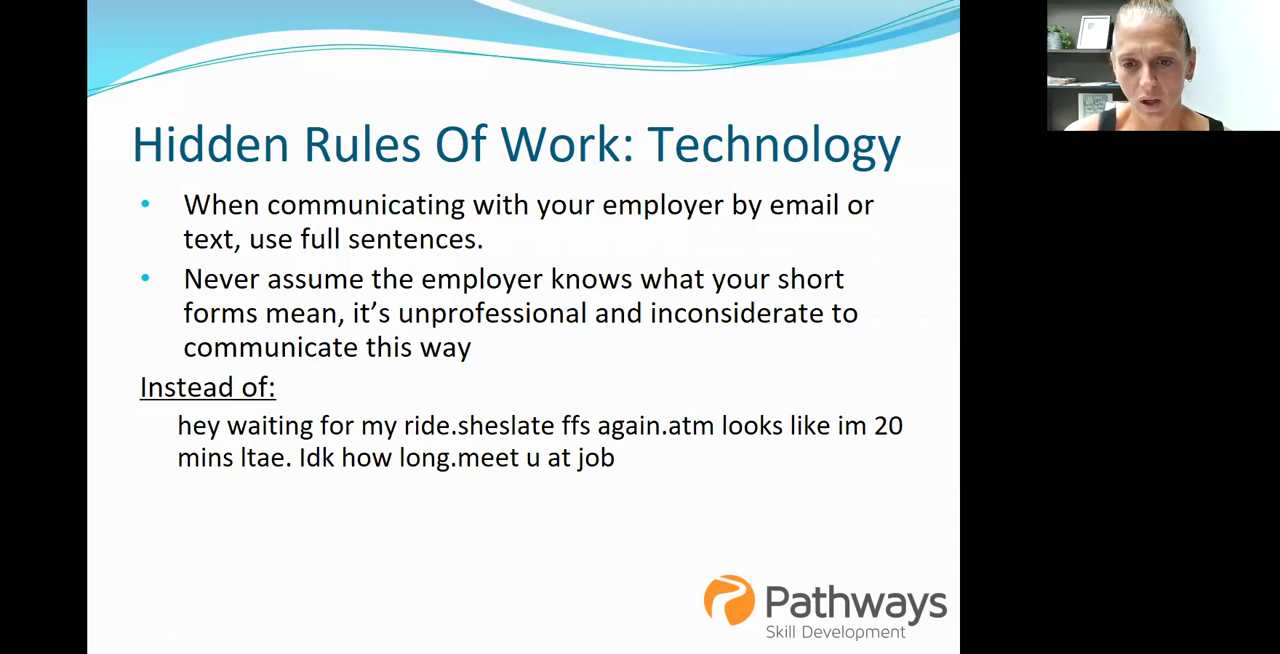 Hidden Rules Of Work: Technology
• When communicating with your employer by email or
text, use full sentences.
• Never assume the employer knows what your short
forms mean, it's unprofessional and inconsiderate to
communicate this way
Instead of:
hey waiting for my ride.sheslate ffs again.atm looks like im 20
mins ltae. Idk how long.meet u at job
Pathways
Skill Development